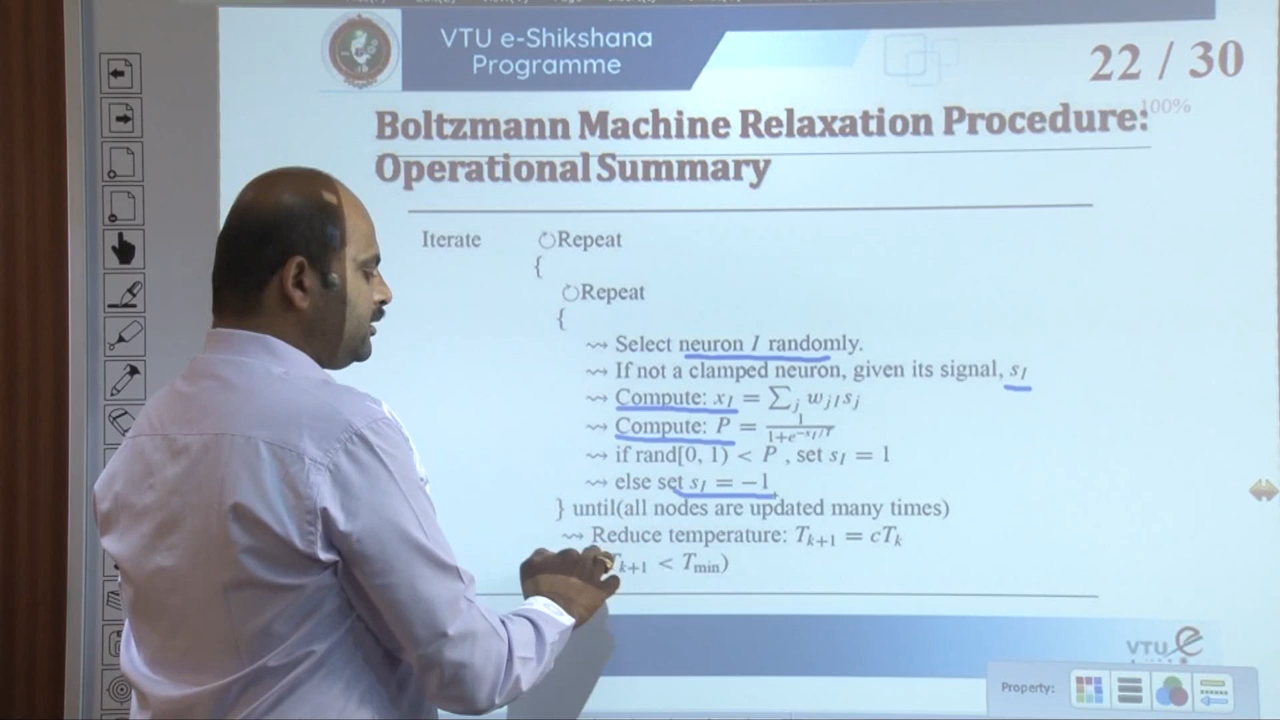 VTU e-Shikshana
Programme
22 / 30
100%
Boltzmann Machine Relaxation Procedure:
Operational Summary
Iterate
Repeat
{
Repeat
{
⇝ Select neuron I randomly.
⇝ If not a clamped neuron, given its signal, s_I
⇝ Compute: x_I = ∑_j w_{jI} s_j
⇝ Compute: P = 1 / (1+e^{-x_I/T})
⇝ if rand[0, 1) < P , set s_I = 1
⇝ else set s_I = −1
} until(all nodes are updated many times)
⇝ Reduce temperature: T_{k+1} = cT_k
T_{k+1} < T_min)
VTU e
Property: